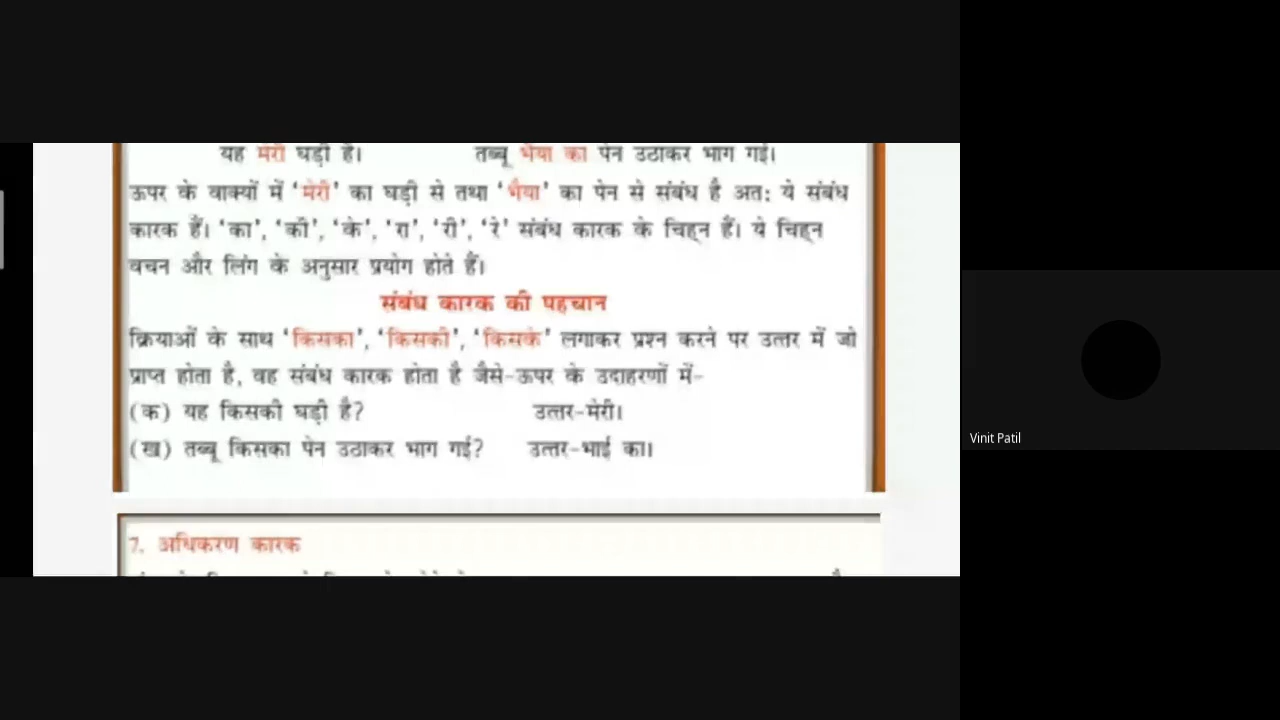 यह मेरी घड़ी है। तब्बू भैया का पेन उठाकर भाग गई।
ऊपर के वाक्यों में ‘मेरी’ का घड़ी से तथा ‘भैया’ का पेन से संबंध है अत: ये संबंध
कारक हैं। ‘का’, ‘की’, ‘के’, ‘रा’, ‘री’, ‘रे’ संबंध कारक के चिह्न हैं। ये चिह्न
वचन और लिंग के अनुसार प्रयोग होते हैं।
संबंध कारक की पहचान
क्रियाओं के साथ ‘किसका’, ‘किसकी’, ‘किसके’ लगाकर प्रश्न करने पर उत्तर में जो
प्राप्त होता है, वह संबंध कारक होता है जैसे-ऊपर के उदाहरणों में-
(क) यह किसकी घड़ी है? उत्तर-मेरी।
(ख) तब्बू किसका पेन उठाकर भाग गई? उत्तर-भाई का।
7. अधिकरण कारक
Vinit Patil